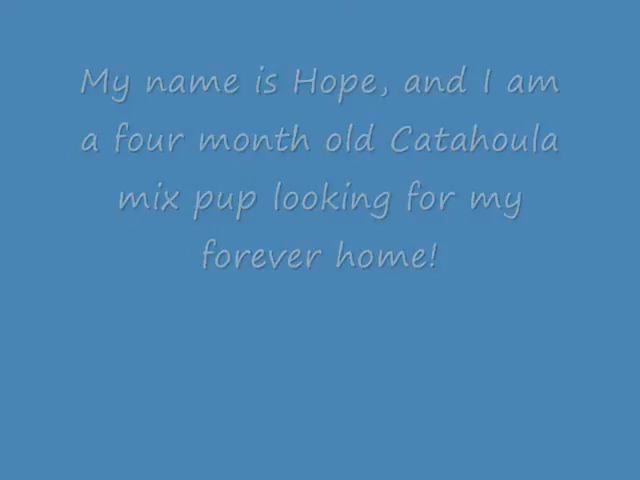 My name is Hope, and I am
a four month old Catahoula
mix pup looking for my
forever home!